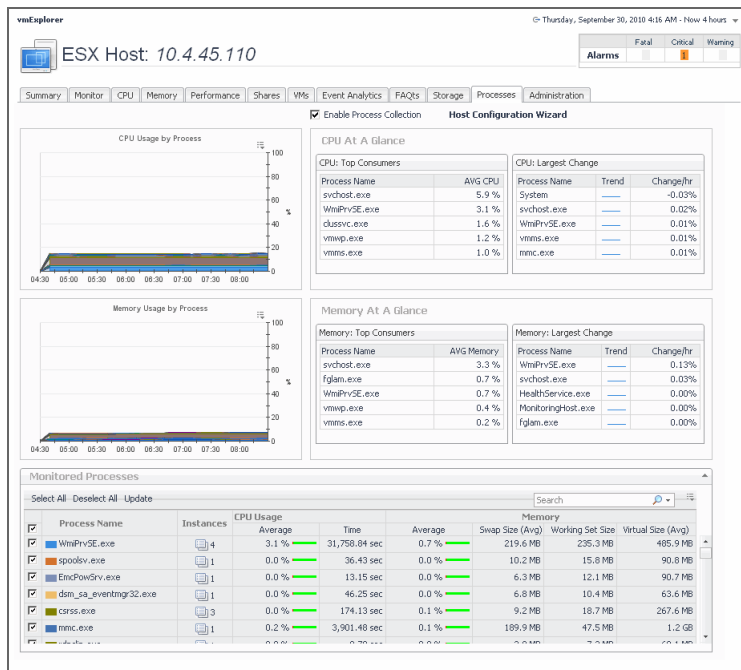 vmExplorer
Thursday, September 30, 2010 4:16 AM - Now 4 hours
ESX Host: 10.4.45.110
Fatal Critical Warning
Alarms 1
Summary Monitor CPU Memory Performance Shares VMs Event Analytics FAQts Storage Processes Administration
Enable Process Collection Host Configuration Wizard
CPU Usage by Process
100
80
60
%
40
20
0
04:30 05:00 05:30 06:00 06:30 07:00 07:30 08:00
CPU At A Glance
CPU: Top Consumers
Process Name AVG CPU
svchost.exe 5.9 %
WmiPrvSE.exe 3.1 %
clussvc.exe 1.6 %
vmwp.exe 1.2 %
vmms.exe 1.0 %
CPU: Largest Change
Process Name Trend Change/hr
System -0.03%
svchost.exe 0.02%
WmiPrvSE.exe 0.01%
vmms.exe 0.01%
mmc.exe 0.01%
Memory Usage by Process
100
80
60
%
40
20
0
04:30 05:00 05:30 06:00 06:30 07:00 07:30 08:00
Memory At A Glance
Memory: Top Consumers
Process Name AVG Memory
svchost.exe 3.3 %
fglam.exe 0.7 %
WmiPrvSE.exe 0.7 %
vmwp.exe 0.4 %
vmms.exe 0.2 %
Memory: Largest Change
Process Name Trend Change/hr
WmiPrvSE.exe 0.13%
svchost.exe 0.03%
HealthService.exe 0.00%
MonitoringHost.exe 0.00%
fglam.exe 0.00%
Monitored Processes
Select All Deselect All Update Search
Process Name Instances CPU Usage Memory
Average Time Average Swap Size (Avg) Working Set Size Virtual Size (Avg)
WmiPrvSE.exe 4 3.1 % 31,758.84 sec 0.7 % 219.6 MB 235.3 MB 485.9 MB
spoolsv.exe 1 0.0 % 36.43 sec 0.0 % 10.2 MB 15.8 MB 90.8 MB
EmcPowSrv.exe 1 0.0 % 13.15 sec 0.0 % 6.3 MB 12.1 MB 90.7 MB
dsm_sa_eventmgr32.exe 1 0.0 % 46.25 sec 0.0 % 6.8 MB 10.4 MB 63.6 MB
csrss.exe 3 0.0 % 174.13 sec 0.1 % 9.2 MB 18.7 MB 267.6 MB
mmc.exe 1 0.2 % 3,901.48 sec 0.1 % 189.9 MB 47.5 MB 1.2 GB